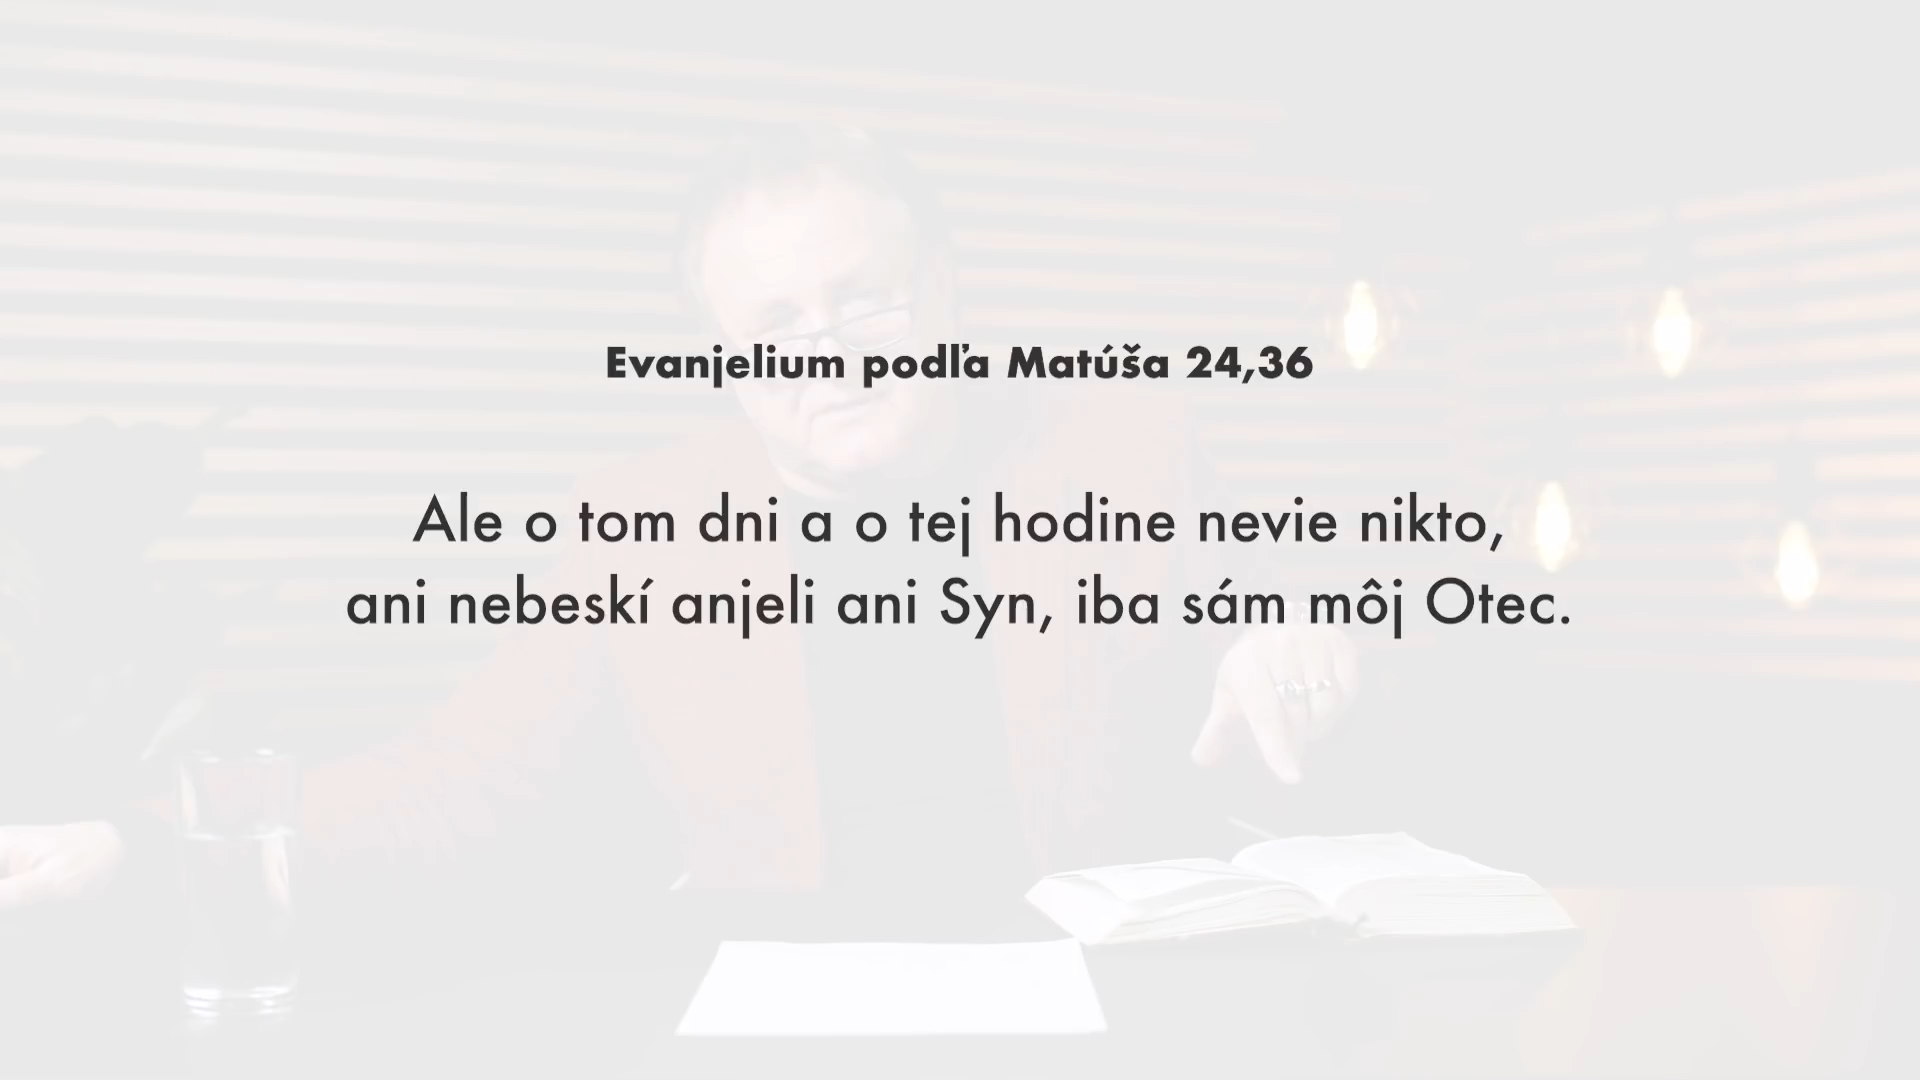 Evanjelium podľa Matúša 24,36
Ale o tom dni a o tej hodine nevie nikto,
ani nebeskí anjeli ani Syn, iba sám môj Otec.